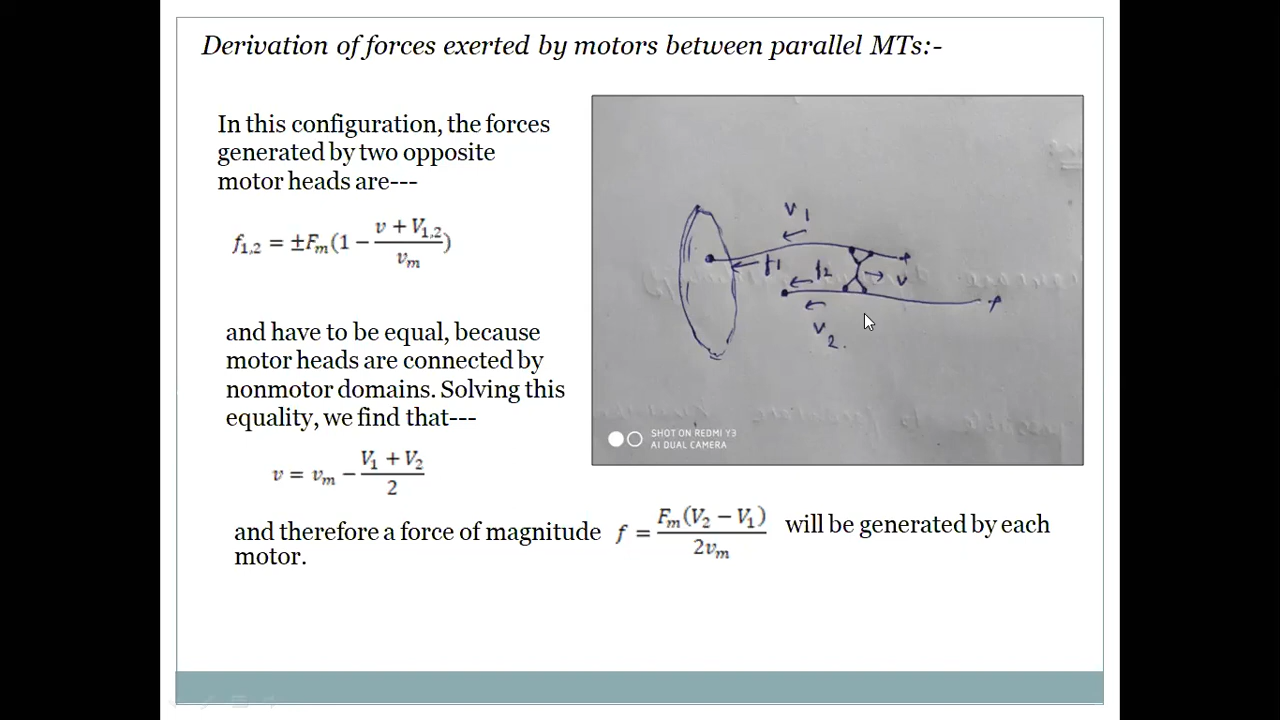 Derivation of forces exerted by motors between parallel MTs:-
In this configuration, the forces
generated by two opposite
motor heads are---
f₁,₂ = ±Fₘ(1 − (v + V₁,₂)/vₘ)
and have to be equal, because
motor heads are connected by
nonmotor domains. Solving this
equality, we find that---
v = vₘ − (V₁ + V₂)/2
and therefore a force of magnitude f = Fₘ(V₂ − V₁)/2vₘ will be generated by each
motor.
V₁
f₁
f₂
v
+
+
V₂
SHOT ON REDMI Y3
AI DUAL CAMERA